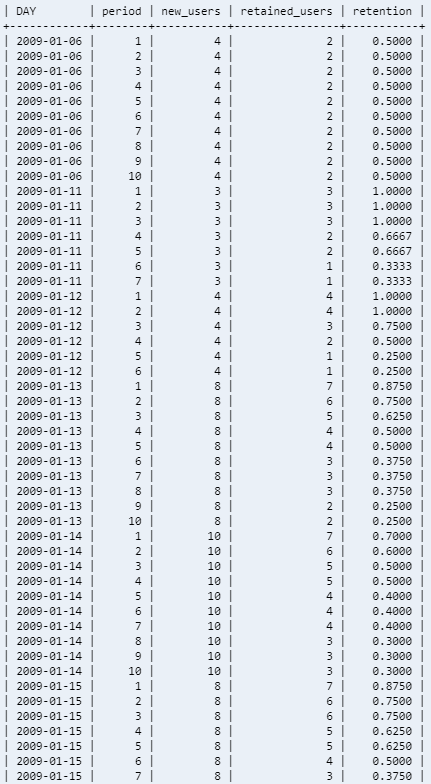 | DAY | period | new_users | retained_users | retention |
+------------+--------+-----------+----------------+-----------+
| 2009-01-06 | 1 | 4 | 2 | 0.5000 |
| 2009-01-06 | 2 | 4 | 2 | 0.5000 |
| 2009-01-06 | 3 | 4 | 2 | 0.5000 |
| 2009-01-06 | 4 | 4 | 2 | 0.5000 |
| 2009-01-06 | 5 | 4 | 2 | 0.5000 |
| 2009-01-06 | 6 | 4 | 2 | 0.5000 |
| 2009-01-06 | 7 | 4 | 2 | 0.5000 |
| 2009-01-06 | 8 | 4 | 2 | 0.5000 |
| 2009-01-06 | 9 | 4 | 2 | 0.5000 |
| 2009-01-06 | 10 | 4 | 2 | 0.5000 |
| 2009-01-11 | 1 | 3 | 3 | 1.0000 |
| 2009-01-11 | 2 | 3 | 3 | 1.0000 |
| 2009-01-11 | 3 | 3 | 3 | 1.0000 |
| 2009-01-11 | 4 | 3 | 2 | 0.6667 |
| 2009-01-11 | 5 | 3 | 2 | 0.6667 |
| 2009-01-11 | 6 | 3 | 1 | 0.3333 |
| 2009-01-11 | 7 | 3 | 1 | 0.3333 |
| 2009-01-12 | 1 | 4 | 4 | 1.0000 |
| 2009-01-12 | 2 | 4 | 4 | 1.0000 |
| 2009-01-12 | 3 | 4 | 3 | 0.7500 |
| 2009-01-12 | 4 | 4 | 2 | 0.5000 |
| 2009-01-12 | 5 | 4 | 1 | 0.2500 |
| 2009-01-12 | 6 | 4 | 1 | 0.2500 |
| 2009-01-13 | 1 | 8 | 7 | 0.8750 |
| 2009-01-13 | 2 | 8 | 6 | 0.7500 |
| 2009-01-13 | 3 | 8 | 5 | 0.6250 |
| 2009-01-13 | 4 | 8 | 4 | 0.5000 |
| 2009-01-13 | 5 | 8 | 4 | 0.5000 |
| 2009-01-13 | 6 | 8 | 3 | 0.3750 |
| 2009-01-13 | 7 | 8 | 3 | 0.3750 |
| 2009-01-13 | 8 | 8 | 3 | 0.3750 |
| 2009-01-13 | 9 | 8 | 2 | 0.2500 |
| 2009-01-13 | 10 | 8 | 2 | 0.2500 |
| 2009-01-14 | 1 | 10 | 7 | 0.7000 |
| 2009-01-14 | 2 | 10 | 6 | 0.6000 |
| 2009-01-14 | 3 | 10 | 5 | 0.5000 |
| 2009-01-14 | 4 | 10 | 5 | 0.5000 |
| 2009-01-14 | 5 | 10 | 4 | 0.4000 |
| 2009-01-14 | 6 | 10 | 4 | 0.4000 |
| 2009-01-14 | 7 | 10 | 4 | 0.4000 |
| 2009-01-14 | 8 | 10 | 3 | 0.3000 |
| 2009-01-14 | 9 | 10 | 3 | 0.3000 |
| 2009-01-14 | 10 | 10 | 3 | 0.3000 |
| 2009-01-15 | 1 | 8 | 7 | 0.8750 |
| 2009-01-15 | 2 | 8 | 6 | 0.7500 |
| 2009-01-15 | 3 | 8 | 6 | 0.7500 |
| 2009-01-15 | 4 | 8 | 5 | 0.6250 |
| 2009-01-15 | 5 | 8 | 5 | 0.6250 |
| 2009-01-15 | 6 | 8 | 4 | 0.5000 |
| 2009-01-15 | 7 | 8 | 3 | 0.3750 |